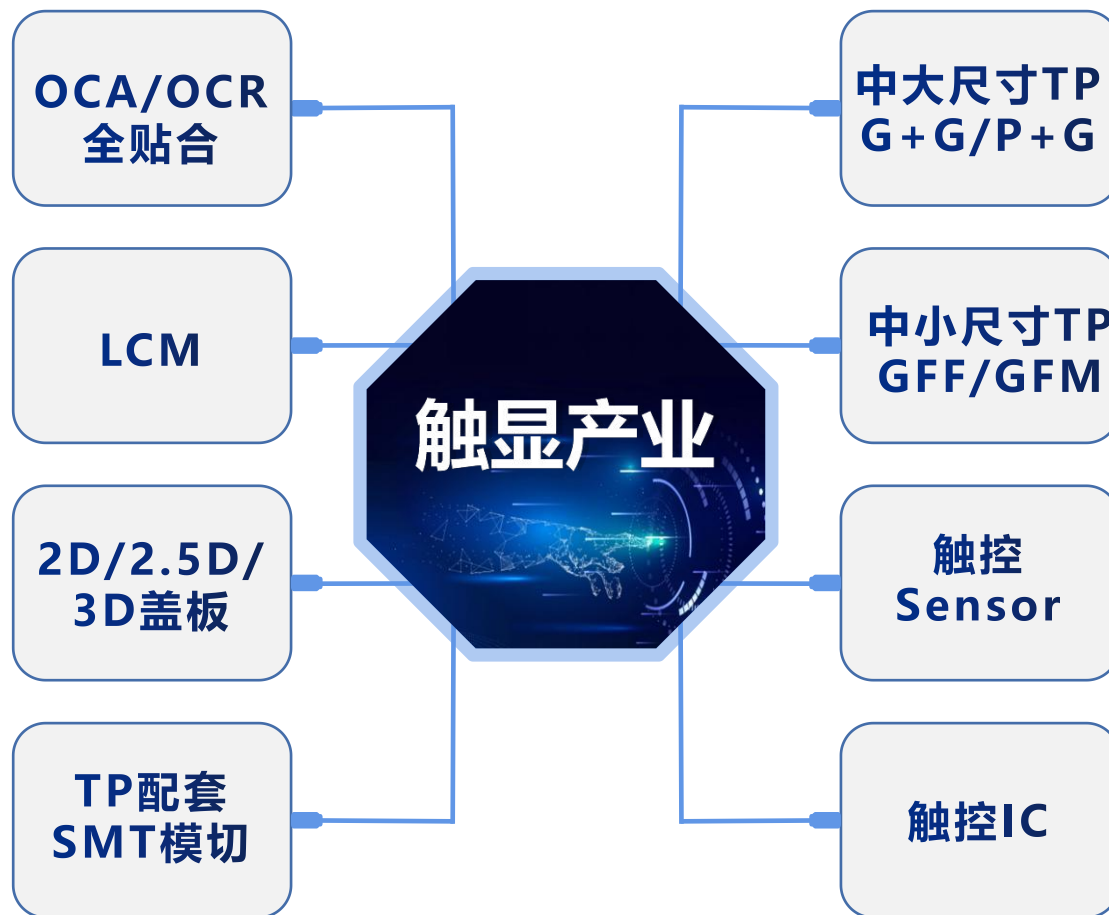 OCA/OCR
全贴合
LCM
2D/2.5D/
3D盖板
TP配套
SMT模切
触显产业
中大尺寸TP
G+G/P+G
中小尺寸TP
GFF/GFM
触控
Sensor
触控IC